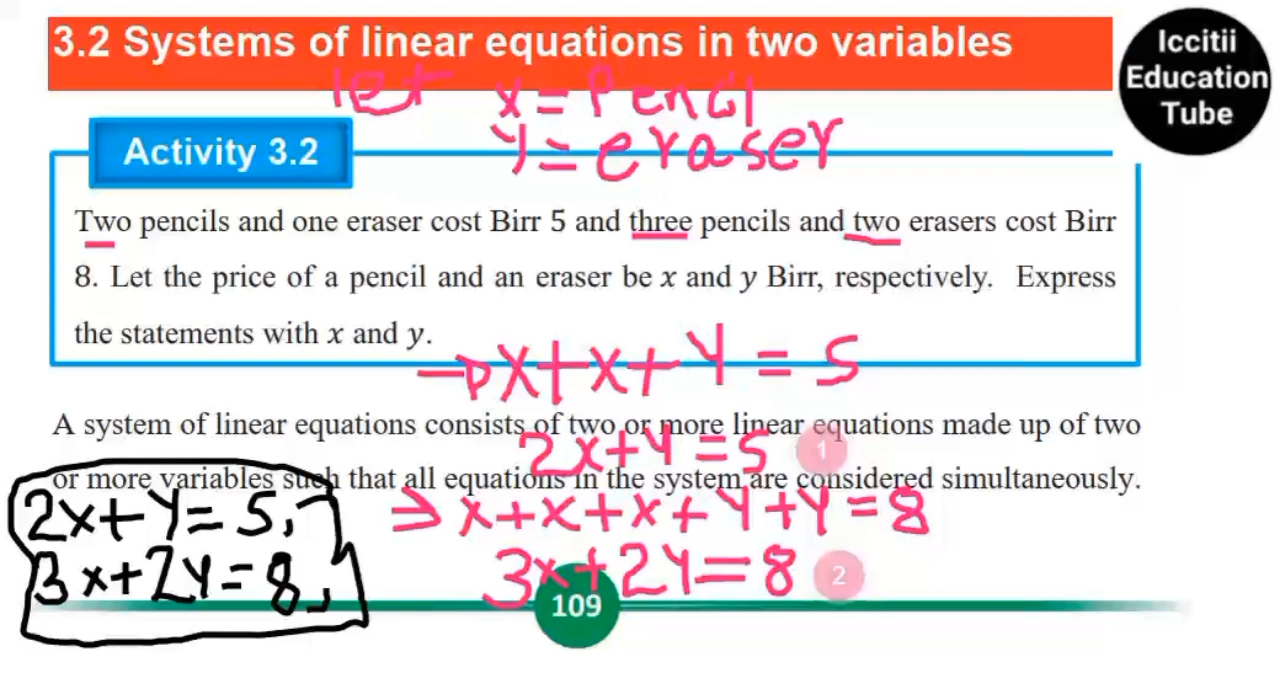 3.2 Systems of linear equations in two variables
Iccitii
Education
Tube
let x = Pencil
y = eraser
Activity 3.2
Two pencils and one eraser cost Birr 5 and three pencils and two erasers cost Birr
8. Let the price of a pencil and an eraser be x and y Birr, respectively. Express
the statements with x and y.
→ x + x + y = 5
A system of linear equations consists of two or more linear equations made up of two
2x + y = 5 1
or more variables such that all equations in the system are considered simultaneously.
⇒ x + x + x + y + y = 8
3x + 2y = 8 2
2x + y = 5,
3x + 2y = 8,
109